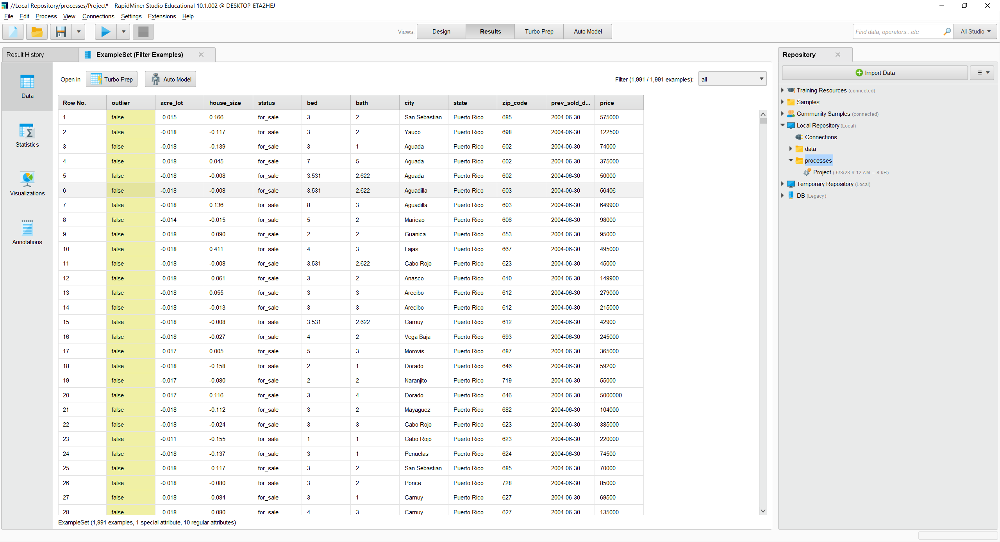 //Local Repository/processes/Project* – RapidMiner Studio Educational 10.1.002 @ DESKTOP-ETA2HEJ
File Edit Process View Connections Settings Extensions Help
Views: Design Results Turbo Prep Auto Model Find data, operators...etc All Studio
Result History ExampleSet (Filter Examples) Repository
Open in Turbo Prep Auto Model Filter (1,991 / 1,991 examples): all
Data
Statistics
Visualizations
Annotations
Row No. outlier acre_lot house_size status bed bath city state zip_code prev_sold_d... price
1 false -0.015 0.166 for_sale 3 2 San Sebastian Puerto Rico 685 2004-06-30 575000
2 false -0.018 -0.117 for_sale 3 2 Yauco Puerto Rico 698 2004-06-30 122500
3 false -0.018 -0.139 for_sale 3 1 Aguada Puerto Rico 602 2004-06-30 74000
4 false -0.018 0.045 for_sale 7 5 Aguada Puerto Rico 602 2004-06-30 375000
5 false -0.018 -0.008 for_sale 3.531 2.622 Aguada Puerto Rico 602 2004-06-30 50000
6 false -0.018 -0.008 for_sale 3.531 2.622 Aguadilla Puerto Rico 603 2004-06-30 56406
7 false -0.018 0.136 for_sale 8 3 Aguadilla Puerto Rico 603 2004-06-30 649900
8 false -0.014 -0.015 for_sale 5 2 Maricao Puerto Rico 606 2004-06-30 98000
9 false -0.018 -0.090 for_sale 2 2 Guanica Puerto Rico 653 2004-06-30 95000
10 false -0.018 0.411 for_sale 4 3 Lajas Puerto Rico 667 2004-06-30 495000
11 false -0.018 -0.008 for_sale 3.531 2.622 Cabo Rojo Puerto Rico 623 2004-06-30 45000
12 false -0.018 -0.061 for_sale 3 2 Anasco Puerto Rico 610 2004-06-30 149900
13 false -0.018 0.055 for_sale 3 3 Arecibo Puerto Rico 612 2004-06-30 279000
14 false -0.018 -0.013 for_sale 3 3 Arecibo Puerto Rico 612 2004-06-30 215000
15 false -0.018 -0.008 for_sale 3.531 2.622 Camuy Puerto Rico 612 2004-06-30 42900
16 false -0.018 -0.027 for_sale 4 2 Vega Baja Puerto Rico 693 2004-06-30 245000
17 false -0.017 0.005 for_sale 5 3 Morovis Puerto Rico 687 2004-06-30 365000
18 false -0.018 -0.158 for_sale 2 1 Dorado Puerto Rico 646 2004-06-30 59200
19 false -0.017 -0.080 for_sale 2 2 Naranjito Puerto Rico 719 2004-06-30 55000
20 false -0.017 0.116 for_sale 3 4 Dorado Puerto Rico 646 2004-06-30 5000000
21 false -0.018 -0.112 for_sale 3 2 Mayaguez Puerto Rico 682 2004-06-30 104000
22 false -0.018 -0.024 for_sale 3 3 Cabo Rojo Puerto Rico 623 2004-06-30 385000
23 false -0.011 -0.155 for_sale 1 1 Cabo Rojo Puerto Rico 623 2004-06-30 220000
24 false -0.018 -0.137 for_sale 3 1 Penuelas Puerto Rico 624 2004-06-30 74500
25 false -0.018 -0.117 for_sale 3 2 San Sebastian Puerto Rico 685 2004-06-30 70000
26 false -0.018 -0.080 for_sale 3 2 Ponce Puerto Rico 728 2004-06-30 85000
27 false -0.018 -0.084 for_sale 3 1 Camuy Puerto Rico 627 2004-06-30 69500
28 false -0.018 -0.080 for_sale 4 3 Camuy Puerto Rico 627 2004-06-30 135000
ExampleSet (1,991 examples, 1 special attribute, 10 regular attributes)
Import Data
Training Resources (connected)
Samples
Community Samples (connected)
Local Repository (Local)
Connections
data
processes
Project ( 6/3/23 6:12 AM – 8 kB)
Temporary Repository (Local)
DB (Legacy)